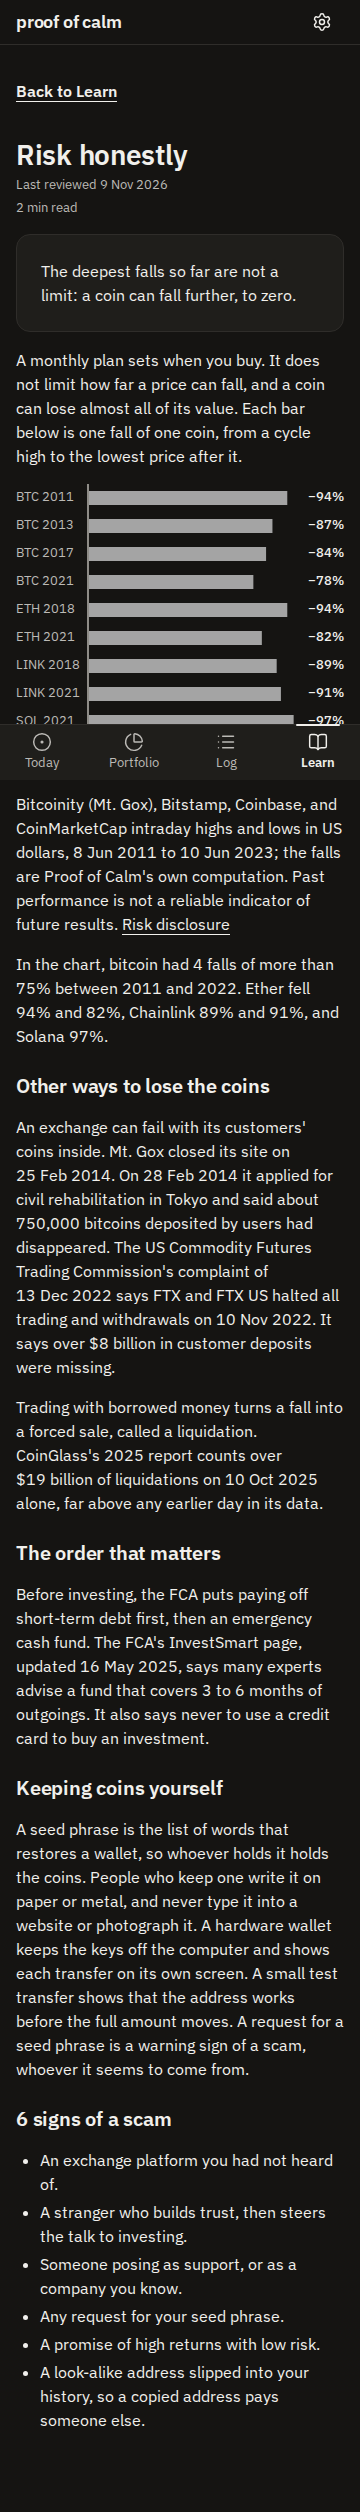 proof of calm
Back to Learn
Risk honestly
Last reviewed 9 Nov 2026
2 min read
The deepest falls so far are not a
limit: a coin can fall further, to zero.
A monthly plan sets when you buy. It does
not limit how far a price can fall, and a coin
can lose almost all of its value. Each bar
below is one fall of one coin, from a cycle
high to the lowest price after it.
BTC 2011 −94%
BTC 2013 −87%
BTC 2017 −84%
BTC 2021 −78%
ETH 2018 −94%
ETH 2021 −82%
LINK 2018 −89%
LINK 2021 −91%
SOL 2021 −97%
Today Portfolio Log Learn
Bitcoinity (Mt. Gox), Bitstamp, Coinbase, and
CoinMarketCap intraday highs and lows in US
dollars, 8 Jun 2011 to 10 Jun 2023; the falls
are Proof of Calm's own computation. Past
performance is not a reliable indicator of
future results. Risk disclosure
In the chart, bitcoin had 4 falls of more than
75% between 2011 and 2022. Ether fell
94% and 82%, Chainlink 89% and 91%, and
Solana 97%.
Other ways to lose the coins
An exchange can fail with its customers'
coins inside. Mt. Gox closed its site on
25 Feb 2014. On 28 Feb 2014 it applied for
civil rehabilitation in Tokyo and said about
750,000 bitcoins deposited by users had
disappeared. The US Commodity Futures
Trading Commission's complaint of
13 Dec 2022 says FTX and FTX US halted all
trading and withdrawals on 10 Nov 2022. It
says over $8 billion in customer deposits
were missing.
Trading with borrowed money turns a fall into
a forced sale, called a liquidation.
CoinGlass's 2025 report counts over
$19 billion of liquidations on 10 Oct 2025
alone, far above any earlier day in its data.
The order that matters
Before investing, the FCA puts paying off
short-term debt first, then an emergency
cash fund. The FCA's InvestSmart page,
updated 16 May 2025, says many experts
advise a fund that covers 3 to 6 months of
outgoings. It also says never to use a credit
card to buy an investment.
Keeping coins yourself
A seed phrase is the list of words that
restores a wallet, so whoever holds it holds
the coins. People who keep one write it on
paper or metal, and never type it into a
website or photograph it. A hardware wallet
keeps the keys off the computer and shows
each transfer on its own screen. A small test
transfer shows that the address works
before the full amount moves. A request for a
seed phrase is a warning sign of a scam,
whoever it seems to come from.
6 signs of a scam
• An exchange platform you had not heard
of.
• A stranger who builds trust, then steers
the talk to investing.
• Someone posing as support, or as a
company you know.
• Any request for your seed phrase.
• A promise of high returns with low risk.
• A look-alike address slipped into your
history, so a copied address pays
someone else.